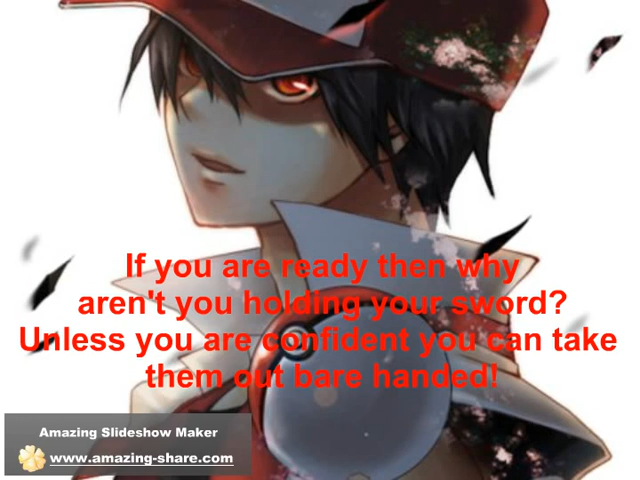 If you are ready then why
aren't you holding your sword?
Unless you are confident you can take
them out bare handed!
Amazing Slideshow Maker
www.amazing-share.com